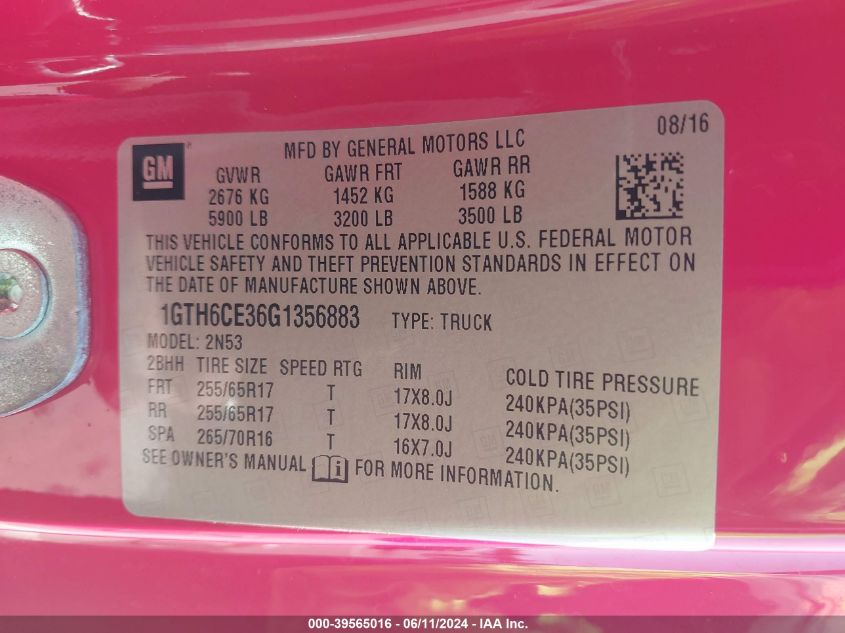 08/16
GM
MFD BY GENERAL MOTORS LLC
GVWR GAWR FRT GAWR RR
2676 KG 1452 KG 1588 KG
5900 LB 3200 LB 3500 LB
THIS VEHICLE CONFORMS TO ALL APPLICABLE U.S. FEDERAL MOTOR
VEHICLE SAFETY AND THEFT PREVENTION STANDARDS IN EFFECT ON
THE DATE OF MANUFACTURE SHOWN ABOVE.
1GTH6CE36G1356883 TYPE: TRUCK
MODEL: 2N53
2BHH TIRE SIZE SPEED RTG RIM COLD TIRE PRESSURE
FRT 255/65R17 T 17X8.0J 240KPA(35PSI)
RR 255/65R17 T 17X8.0J 240KPA(35PSI)
SPA 265/70R16 T 16X7.0J 240KPA(35PSI)
SEE OWNER'S MANUAL FOR MORE INFORMATION.
000-39565016 - 06/11/2024 - IAA Inc.